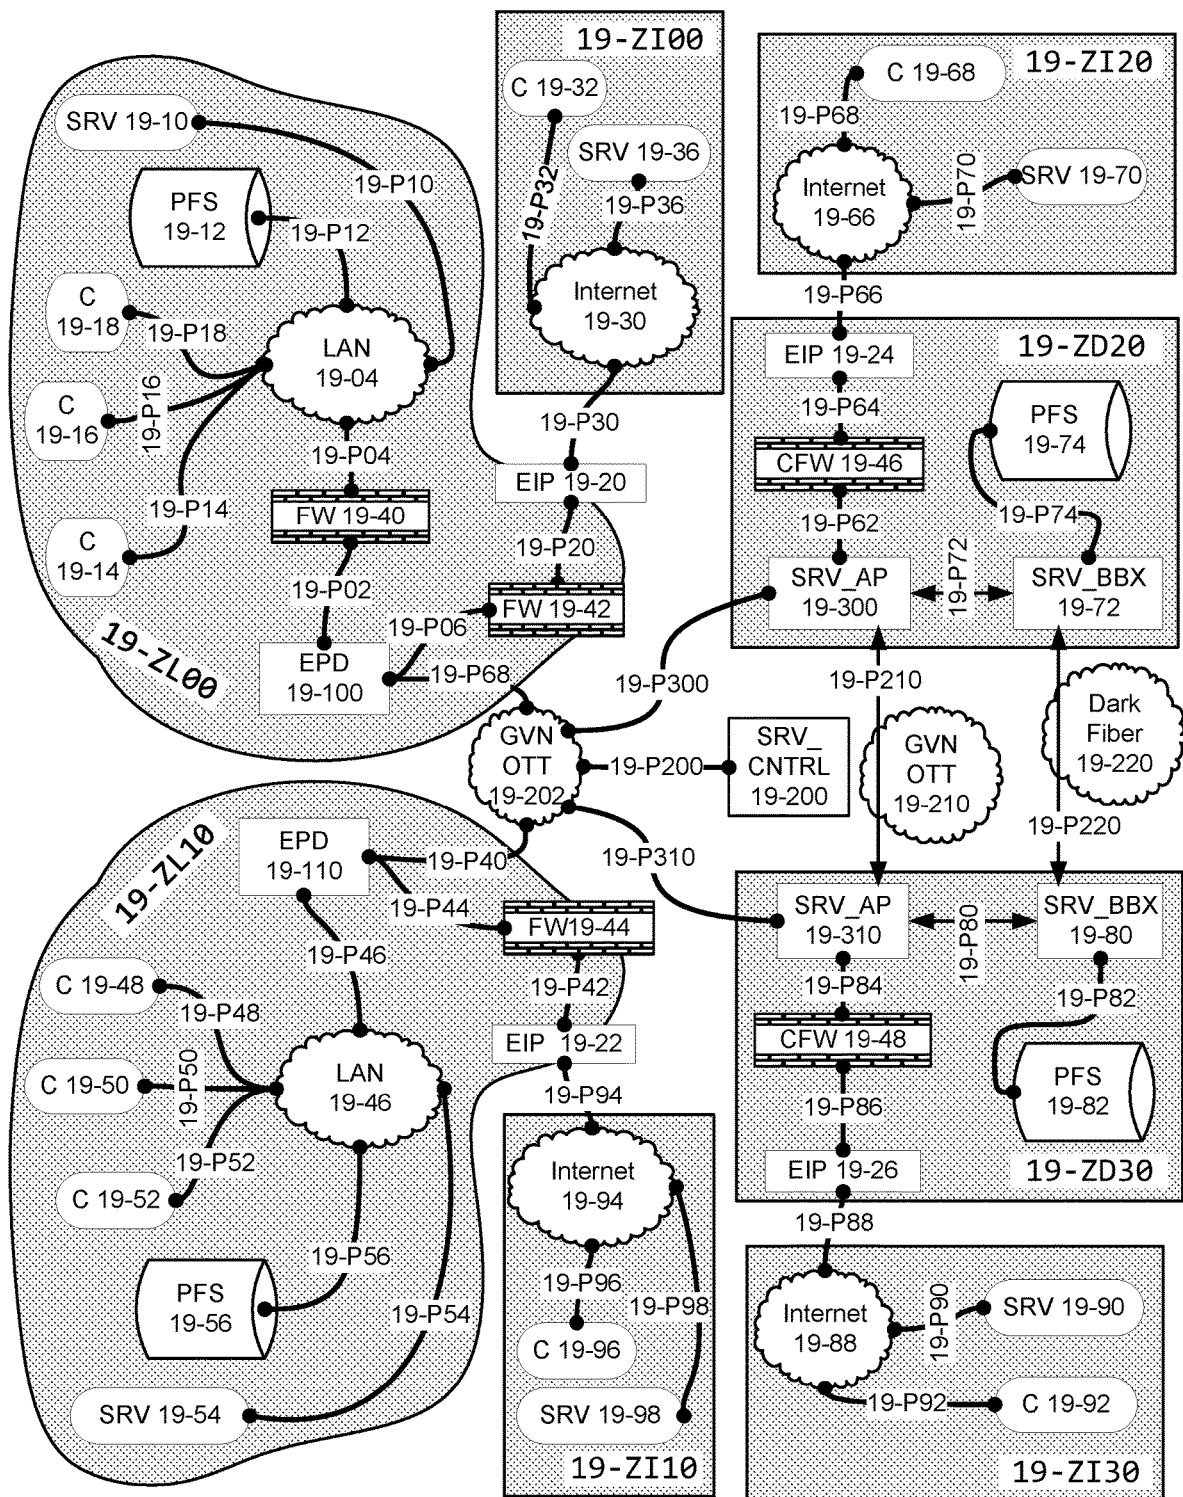 19-ZI00
C 19-32
19-P32
SRV 19-36
19-P36
Internet
19-30
19-P30
19-ZI20
C 19-68
19-P68
Internet
19-66
19-P70
SRV 19-70
19-P66
SRV 19-10
19-P10
PFS
19-12
19-P12
C
19-18
19-P18
LAN
19-04
C
19-16
19-P16
19-P04
FW 19-40
19-P14
C
19-14
19-P02
EPD
19-100
19-P06
19-P68
19-ZL00
EIP 19-20
19-P20
FW 19-42
19-ZD20
EIP 19-24
19-P64
CFW 19-46
19-P62
SRV_AP
19-300
19-P72
PFS
19-74
19-P74
SRV_BBX
19-72
19-P300
19-P210
GVN
OTT
19-202
19-P200
SRV_
CNTRL
19-200
GVN
OTT
19-210
Dark
Fiber
19-220
19-P220
19-P310
19-ZL10
EPD
19-110
19-P40
19-P44
FW19-44
19-P46
19-P42
EIP 19-22
C 19-48
19-P48
C 19-50
19-P50
LAN
19-46
19-P52
C 19-52
19-P56
PFS
19-56
19-P54
SRV 19-54
19-P94
Internet
19-94
19-P96
19-P98
C 19-96
SRV 19-98
19-ZI10
SRV_AP
19-310
19-P80
SRV_BBX
19-80
19-P84
19-P82
CFW 19-48
PFS
19-82
19-P86
EIP 19-26
19-ZD30
19-P88
Internet
19-88
19-P90
SRV 19-90
19-P92
C 19-92
19-ZI30